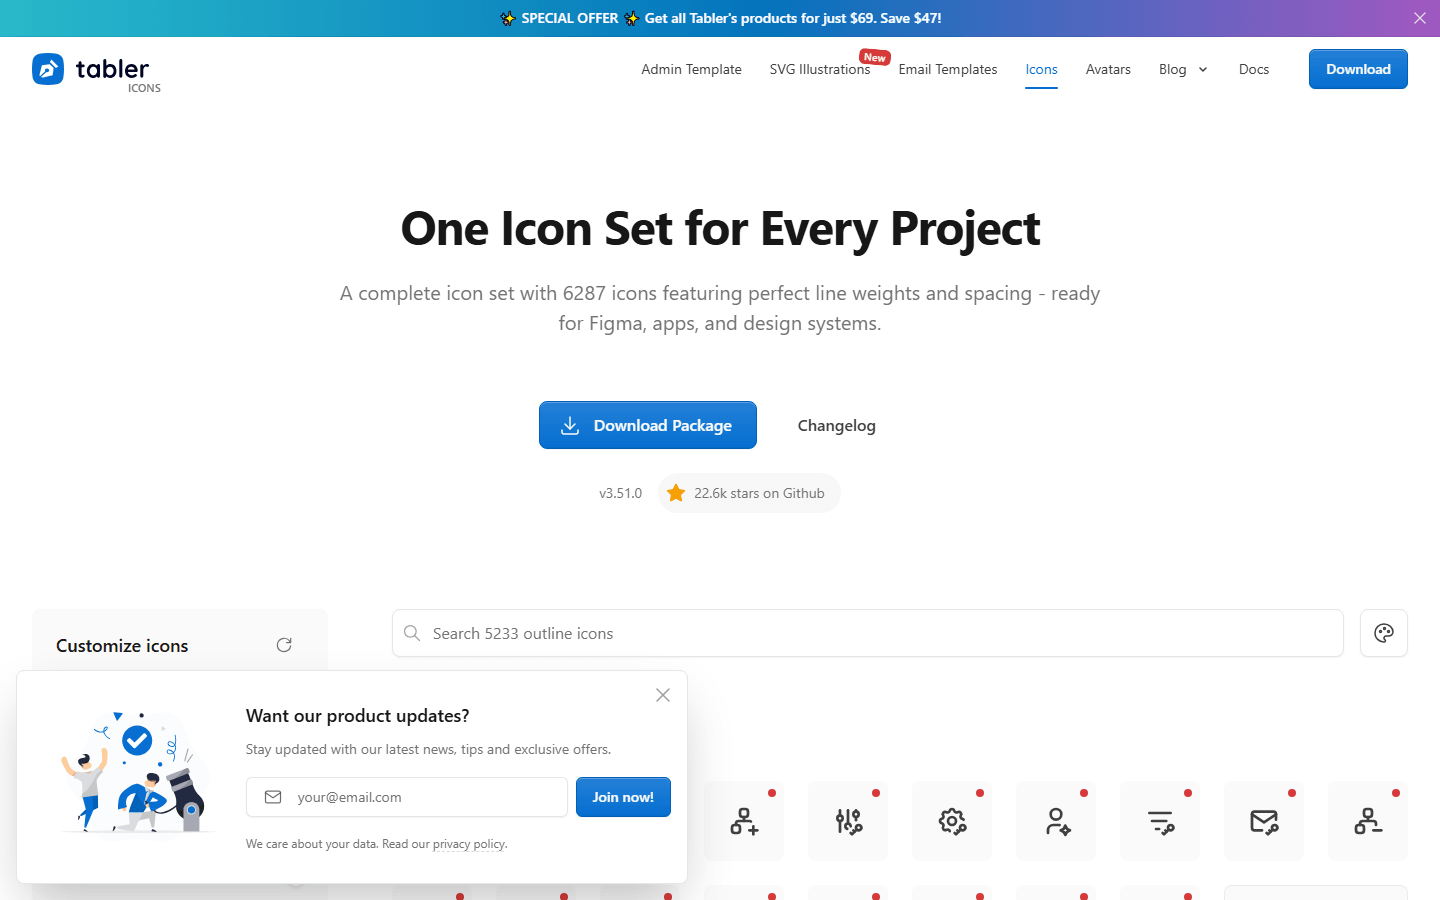 ✨ SPECIAL OFFER ✨ Get all Tabler's products for just $69. Save $47!
tabler
ICONS
Admin Template
SVG Illustrations
New
Email Templates
Icons
Avatars
Blog
Docs
Download
One Icon Set for Every Project
A complete icon set with 6287 icons featuring perfect line weights and spacing - ready
for Figma, apps, and design systems.
Download Package
Changelog
v3.51.0
22.6k stars on Github
Customize icons
Search 5233 outline icons
Want our product updates?
Stay updated with our latest news, tips and exclusive offers.
your@email.com
Join now!
We care about your data. Read our privacy policy.